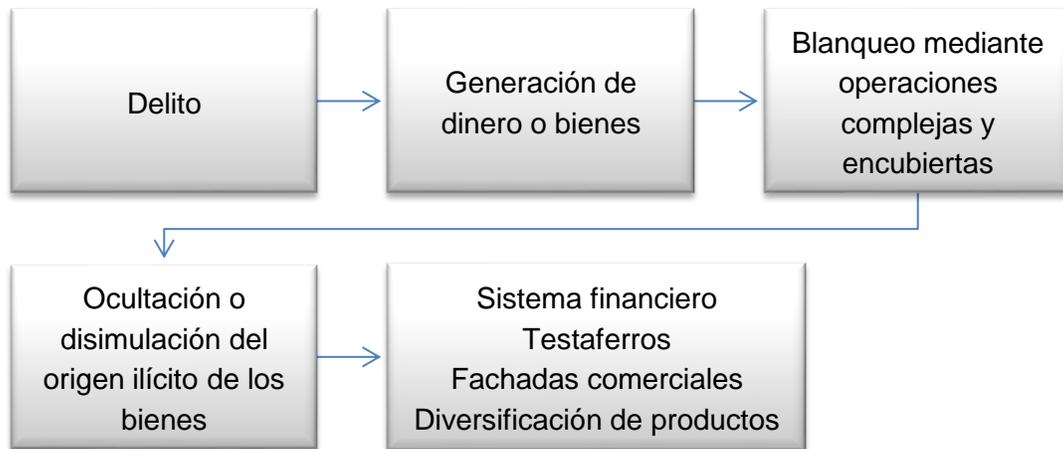 Delito
Generación de
dinero o bienes
Blanqueo mediante
operaciones
complejas y
encubiertas
Ocultación o
disimulación del
origen ilícito de los
bienes
Sistema financiero
Testaferros
Fachadas comerciales
Diversificación de productos